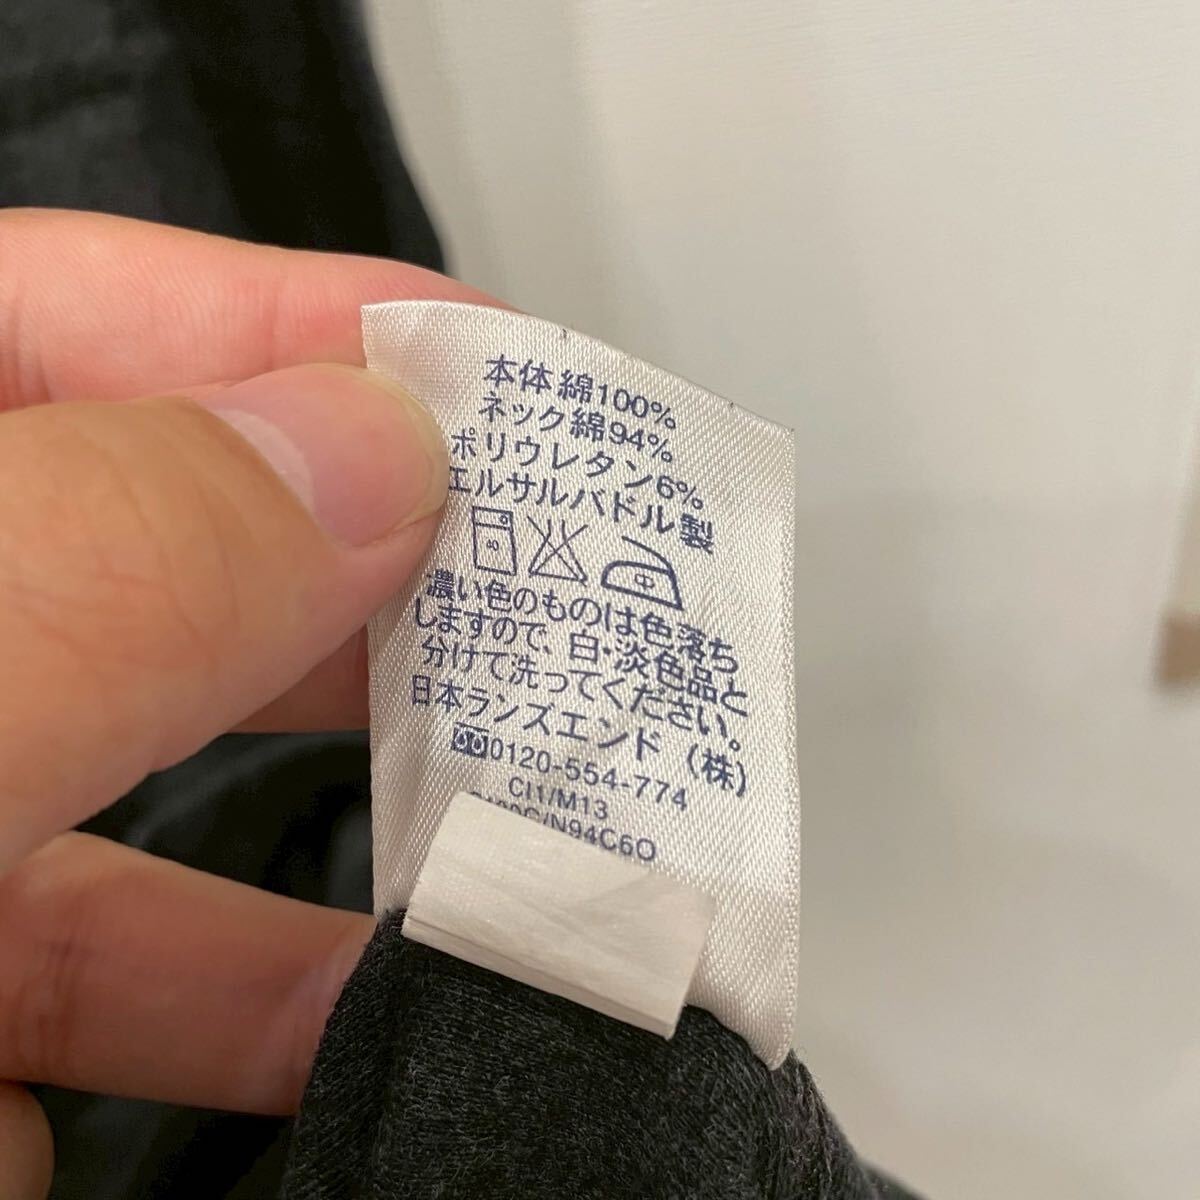 本体 綿100%
ネック綿94%
ポリウレタン6%
エルサルバドル製
40 中
濃い色のものは色落ち
しますので、白・淡色品と
分けて洗ってください。
日本ランズエンド(株)
0120-554-774
CI1/M13
/N94C6O